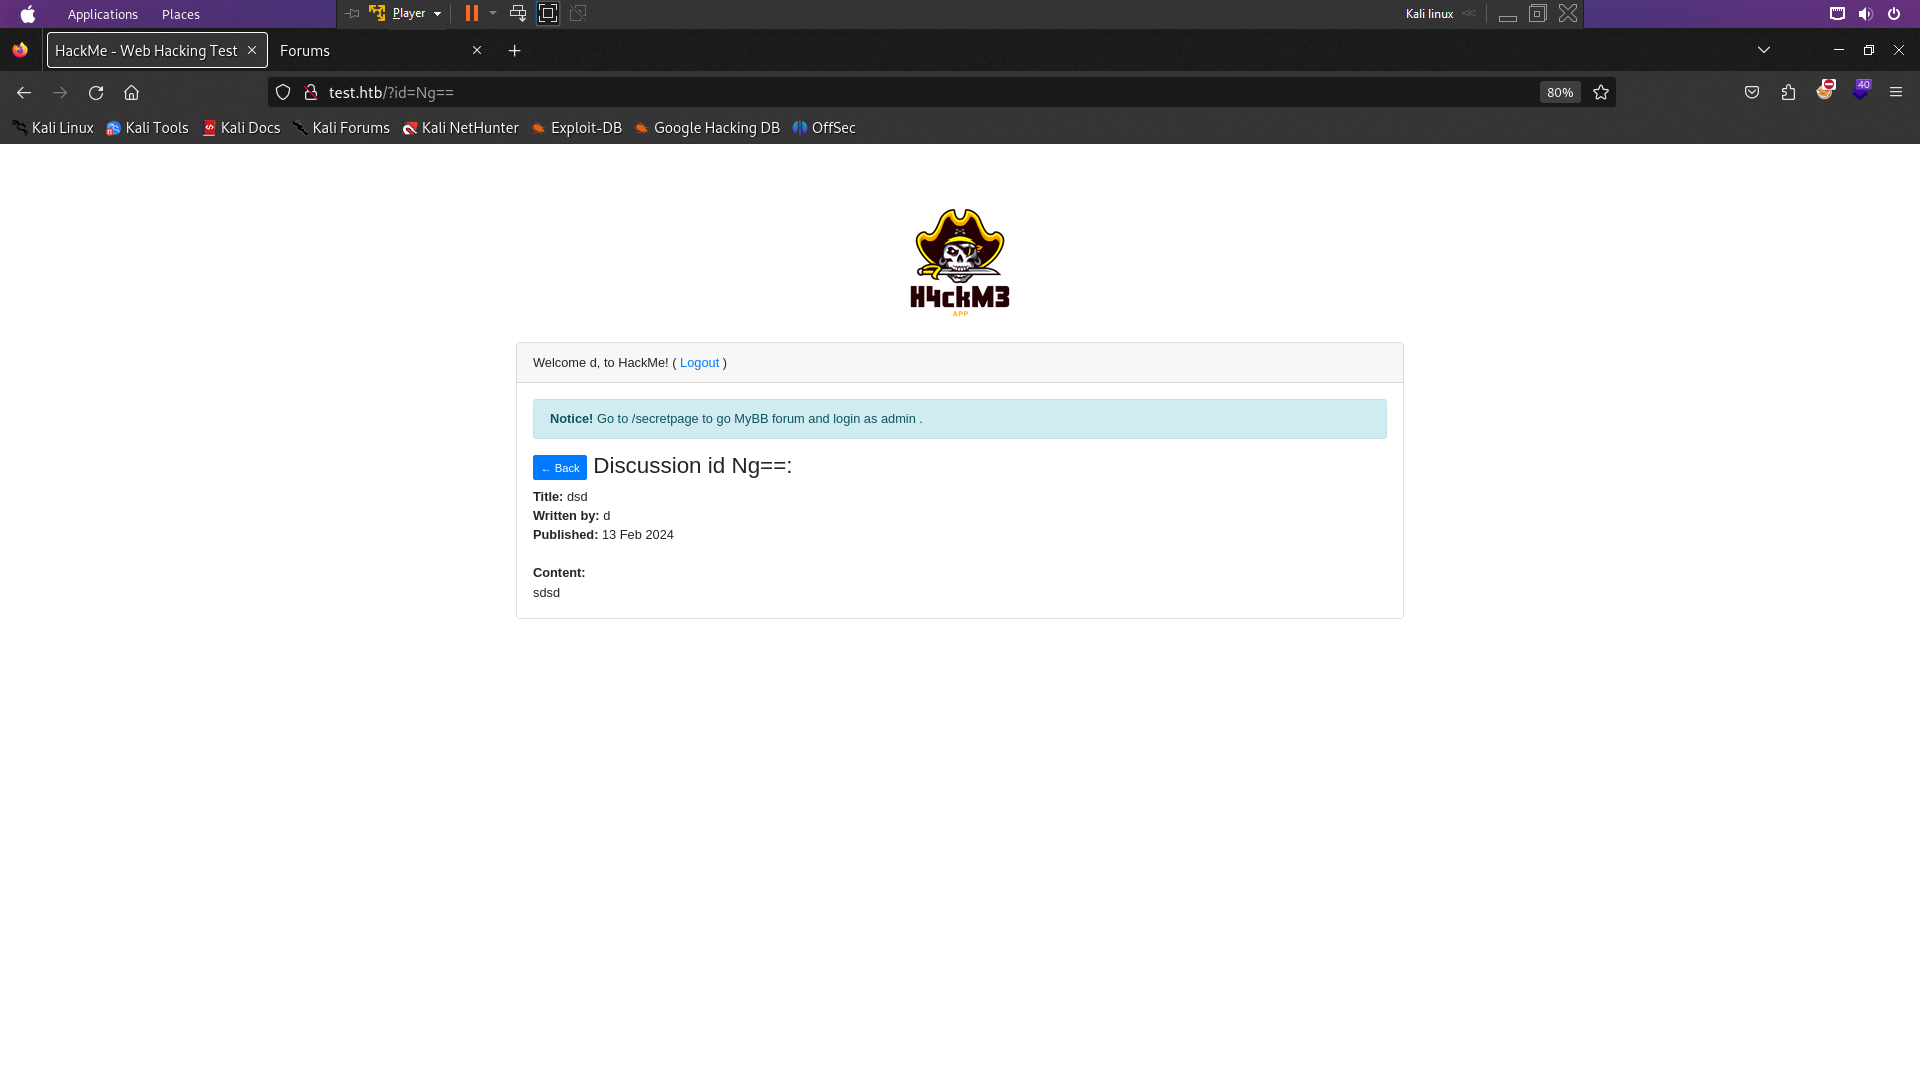 Applications Places Player Kali linux
HackMe - Web Hacking Test Forums
test.htb/?id=Ng== 80% 40
Kali Linux Kali Tools Kali Docs Kali Forums Kali NetHunter Exploit-DB Google Hacking DB OffSec
H4ckM3
APP
Welcome d, to HackMe! ( Logout )
Notice! Go to /secretpage to go MyBB forum and login as admin .
← Back Discussion id Ng==:
Title: dsd
Written by: d
Published: 13 Feb 2024
Content:
sdsd